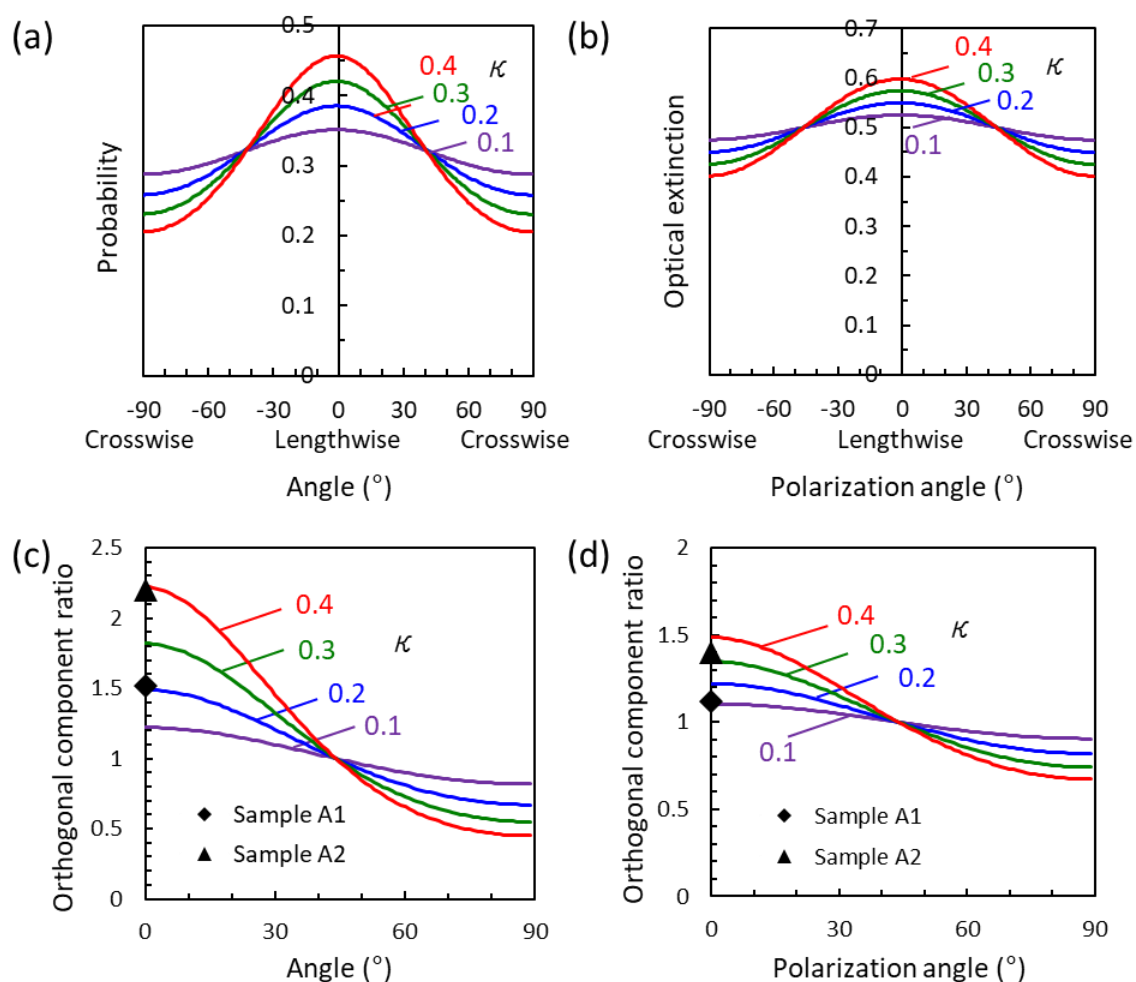 (a)
Probability
0.5
0.4
0.3
0.2
0.1
0
0.4
0.3
0.2
0.1
κ
-90 -60 -30 0 30 60 90
Crosswise Lengthwise Crosswise
Angle (°)
(b)
Optical extinction
0.7
0.6
0.5
0.4
0.3
0.2
0.1
0
0.4
0.3
0.2
0.1
κ
-90 -60 -30 0 30 60 90
Crosswise Lengthwise Crosswise
Polarization angle (°)
(c)
Orthogonal component ratio
2.5
2
1.5
1
0.5
0
0.4
0.3
0.2
0.1
κ
Sample A1
Sample A2
0 30 60 90
Angle (°)
(d)
Orthogonal component ratio
2
1.5
1
0.5
0
0.4
0.3
0.2
0.1
κ
Sample A1
Sample A2
0 30 60 90
Polarization angle (°)